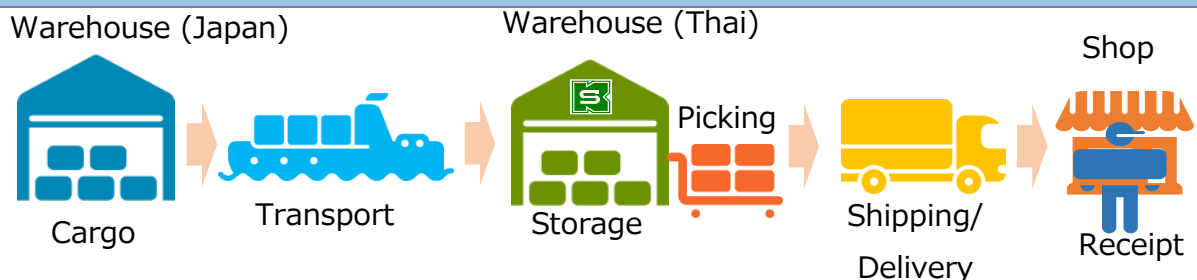 Warehouse (Japan)
Warehouse (Thai)
Shop
S
Picking
Cargo
Transport
Storage
Shipping/
Delivery
Receipt